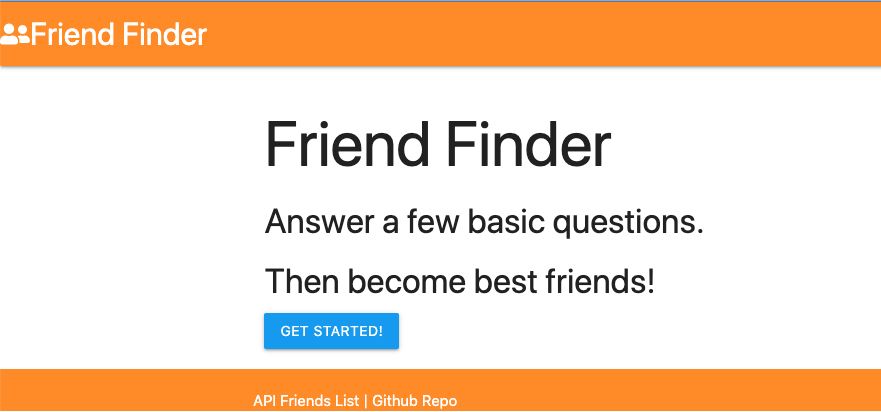 Friend Finder
Friend Finder
Answer a few basic questions.
Then become best friends!
GET STARTED!
API Friends List | Github Repo